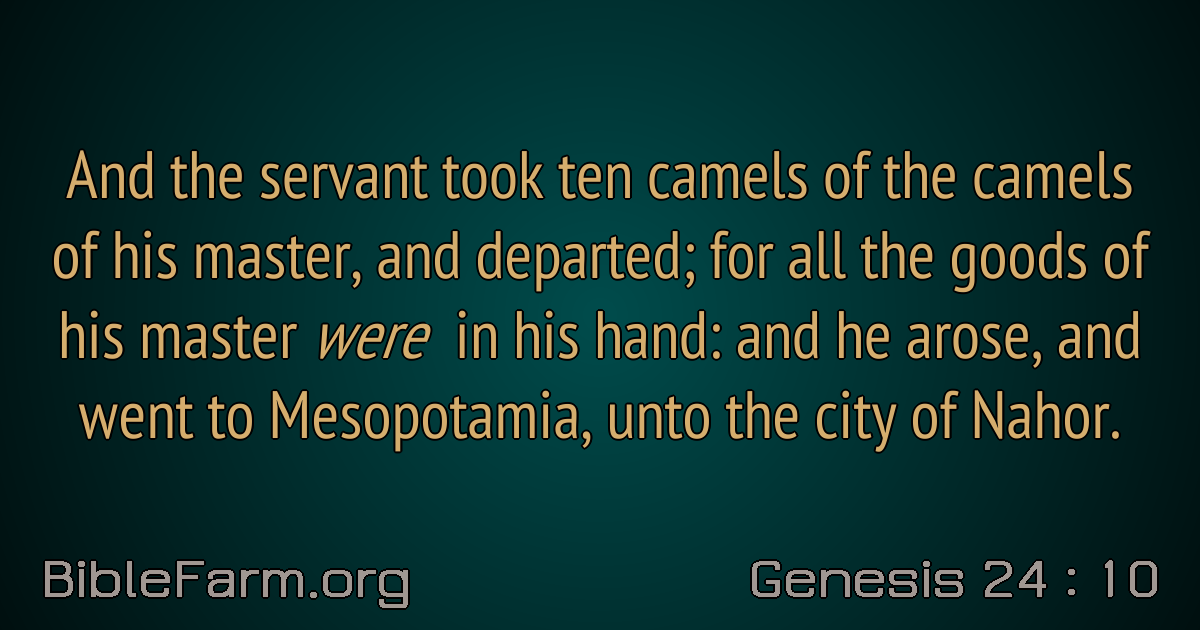 And the servant took ten camels of the camels
of his master, and departed; for all the goods of
his master were in his hand: and he arose, and
went to Mesopotamia, unto the city of Nahor.
BibleFarm.org
Genesis 24 : 10